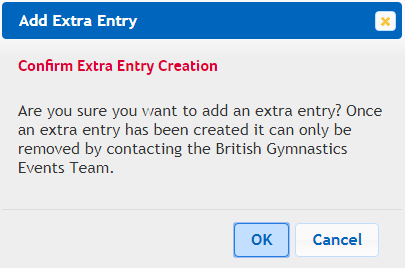 Add Extra Entry
Confirm Extra Entry Creation
Are you sure you want to add an extra entry? Once
an extra entry has been created it can only be
removed by contacting the British Gymnastics
Events Team.
OK Cancel